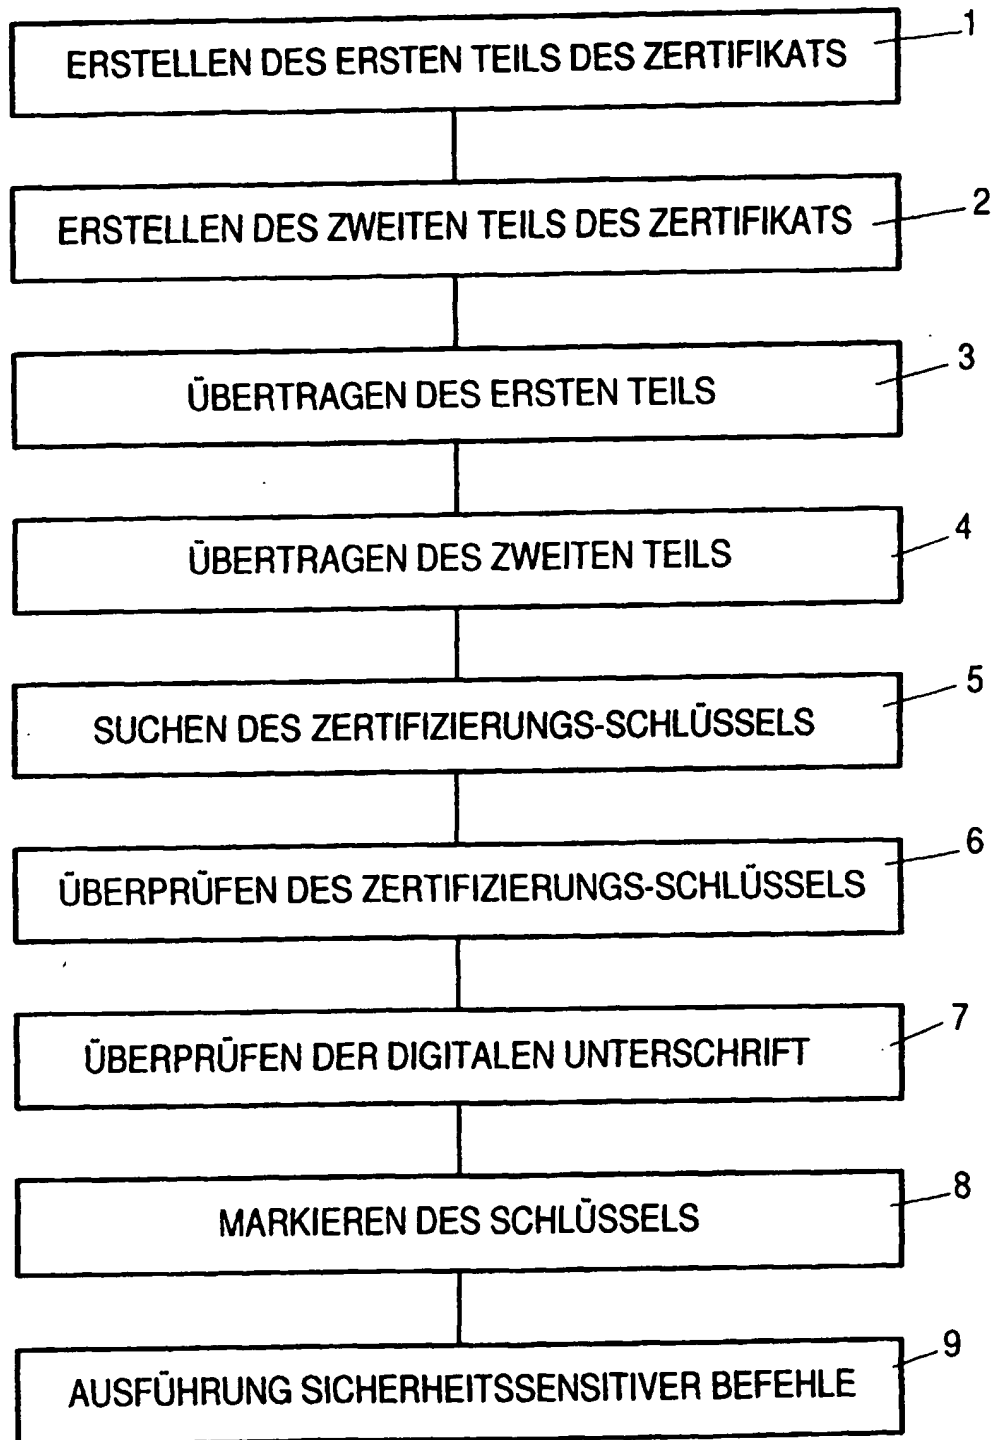 ERSTELLEN DES ERSTEN TEILS DES ZERTIFIKATS 1
ERSTELLEN DES ZWEITEN TEILS DES ZERTIFIKATS 2
ÜBERTRAGEN DES ERSTEN TEILS 3
ÜBERTRAGEN DES ZWEITEN TEILS 4
SUCHEN DES ZERTIFIZIERUNGS-SCHLÜSSELS 5
ÜBERPRÜFEN DES ZERTIFIZIERUNGS-SCHLÜSSELS 6
ÜBERPRÜFEN DER DIGITALEN UNTERSCHRIFT 7
MARKIEREN DES SCHLÜSSELS 8
AUSFÜHRUNG SICHERHEITSSENSITIVER BEFEHLE 9